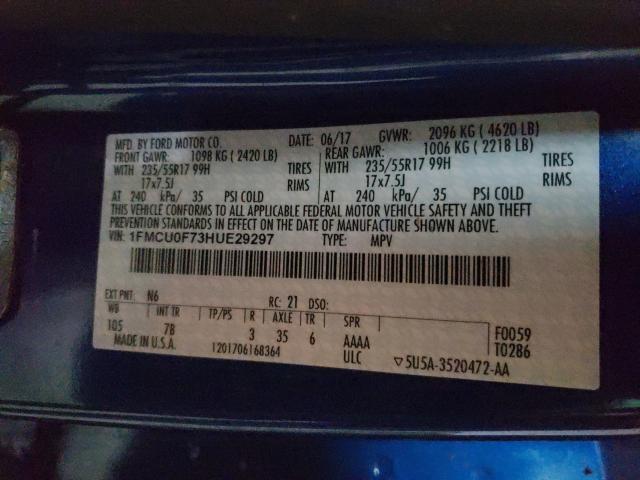 MFD. BY FORD MOTOR CO. DATE: 06/17 GVWR: 2096 KG ( 4620 LB)
FRONT GAWR: 1098 KG ( 2420 LB) REAR GAWR: 1006 KG ( 2218 LB)
WITH 235/55R17 99H TIRES WITH 235/55R17 99H TIRES
17x7.5J RIMS 17x7.5J RIMS
AT 240 kPa/ 35 PSI COLD AT 240 kPa/ 35 PSI COLD
THIS VEHICLE CONFORMS TO ALL APPLICABLE FEDERAL MOTOR VEHICLE SAFETY AND THEFT
PREVENTION STANDARDS IN EFFECT ON THE DATE OF MANUFACTURE SHOWN ABOVE.
VIN: 1FMCU0F73HUE29297 TYPE: MPV
EXT PNT: N6 RC: 21 DSO:
WB INT TR TP/PS R AXLE TR SPR F0059
105 7B 3 35 6 AAAA T0286
MADE IN U.S.A. 1201706168364 ULC ▽5U5A-3520472-AA